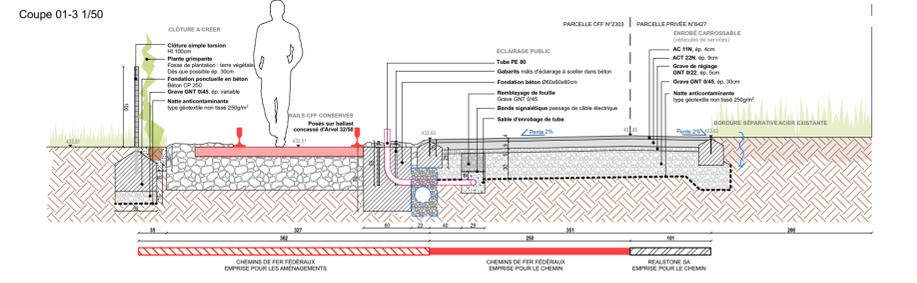 Coupe 01-3 1/50
PARCELLE CFF N°2303
PARCELLE PRIVÉE N°6427
CLÔTURE A CRÉER
Clôture simple torsion
Ht 100cm
Plante grimpante
Fosse de plantation : terre végétale
Dès que possible ép. 30cm
Fondation ponctuelle en béton
Béton CP 250
Grave GNT 0/45, ép. variable
Natte anticontaminante
type géotextile non tissé 250g/m²
RAILS CFF CONSERVÉS
Posés sur ballast
concassé d'Arvel 32/56
ECLAIRAGE PUBLIC
Tube PE 80
Gabarits mâts d'éclairage à sceller dans béton
Fondation béton Ø60x60x80cm
Remblayage de fouille
Grave GNT 0/45
Bande signalétique passage de câble électrique
Sable d'enrobage de tube
ENROBÉ CARROSSABLE
(véhicules de services)
AC 11N, ép. 4cm
ACT 22N, ép. 9cm
Grave de réglage
GNT 0/22, ép. 5cm
Grave GNT 0/45, ép. 30cm
Natte anticontaminante
type géotextile non tissé 250g/m²
BORDURE SÉPARATIVE ACIER EXISTANTE
Pente 2%
Pente 2%
35
327
60
40
351
200
362
250
101
CHEMINS DE FER FÉDÉRAUX
EMPRISE POUR LES AMÉNAGEMENTS
CHEMINS DE FER FÉDÉRAUX
EMPRISE POUR LE CHEMIN
REALSTONE SA
EMPRISE POUR LE CHEMIN